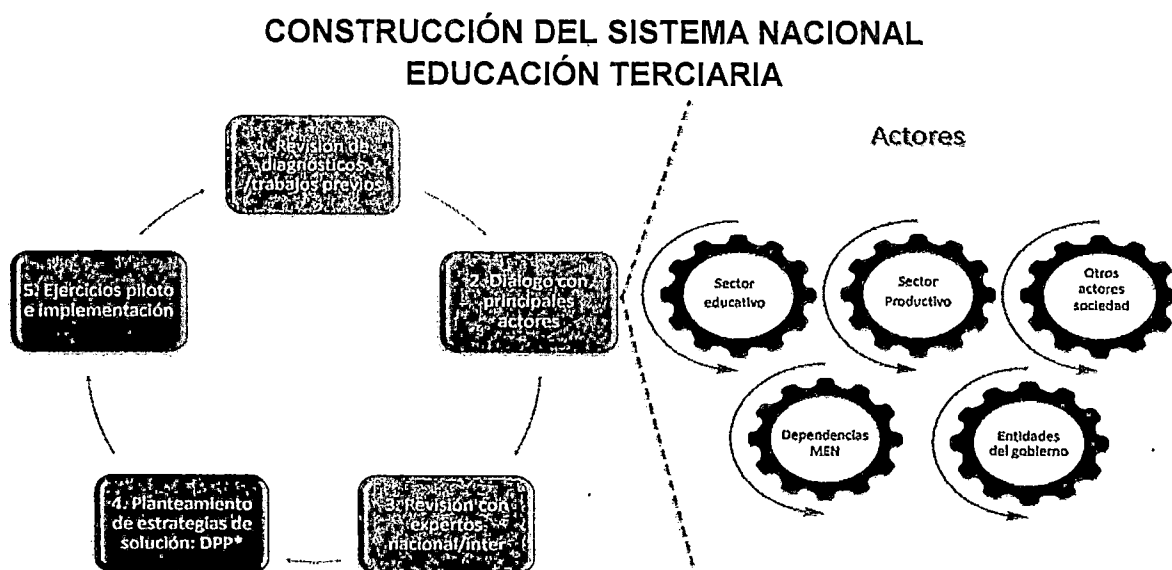 CONSTRUCCIÓN DEL SISTEMA NACIONAL
EDUCACIÓN TERCIARIA
1. Revisión de
diagnósticos
/trabajos previos
2. Dialogo con
principales
actores
3. Revisión con
expertos
nacional/inter
4. Planteamiento
de estrategias de
solución: DPP*
5. Ejercicios piloto
e implementación
Actores
Sector
educativo
Sector
Productivo
Otros
actores
sociedad
Dependencias
MEN
Entidades
del gobierno